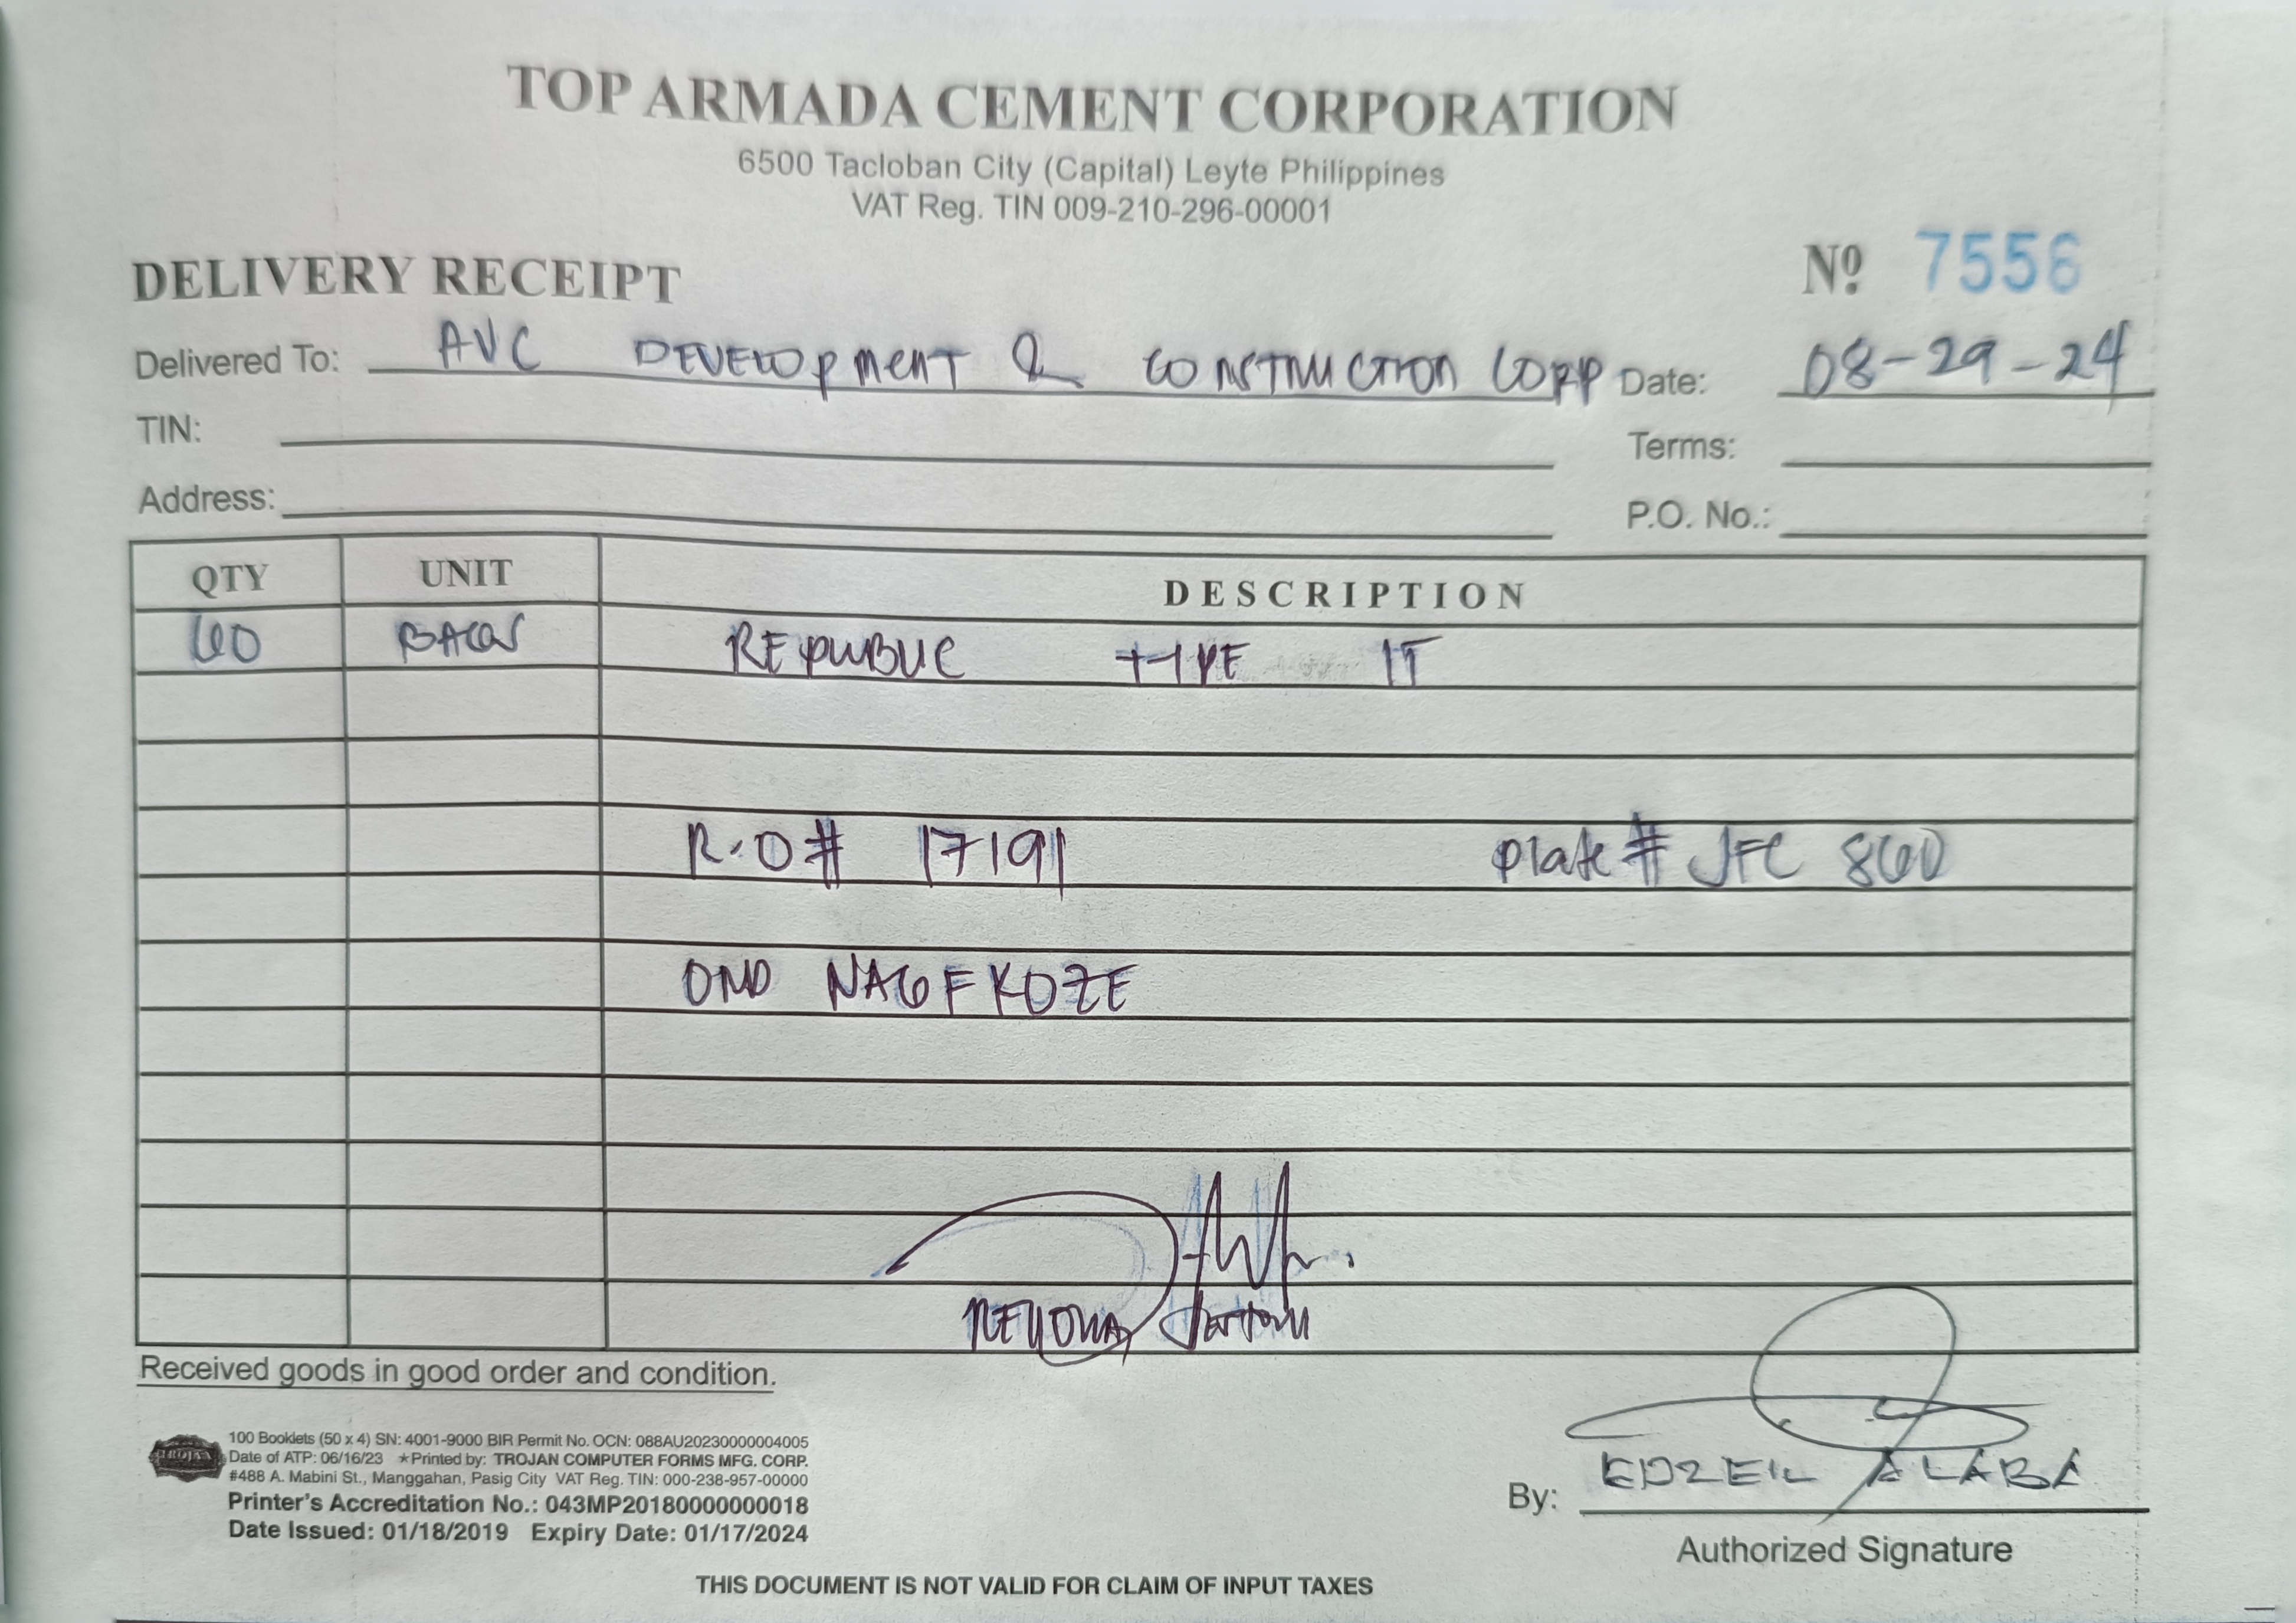 TOP ARMADA CEMENT CORPORATION
6500 Tacloban City (Capital) Leyte Philippines
VAT Reg. TIN 009-210-296-00001
DELIVERY RECEIPT Nº 7556
Delivered To: AVC DEVELOPMENT & CONSTRUCTION CORP Date: 08-29-24
TIN: Terms:
Address: P.O. No.:
QTY UNIT DESCRIPTION
60 BAGS REPUBLIC TYPE 1T
R.O# 17191 Plate # JFC 860
Received goods in good order and condition.
TROJAN
100 Booklets (50 x 4) SN: 4001-9000 BIR Permit No. OCN: 088AU20230000004005
Date of ATP: 06/16/23 ★Printed by: TROJAN COMPUTER FORMS MFG. CORP.
#488 A. Mabini St., Manggahan, Pasig City VAT Reg. TIN: 000-238-957-00000
Printer's Accreditation No.: 043MP20180000000018
Date Issued: 01/18/2019 Expiry Date: 01/17/2024
By: EDZEIL ALABA
Authorized Signature
THIS DOCUMENT IS NOT VALID FOR CLAIM OF INPUT TAXES